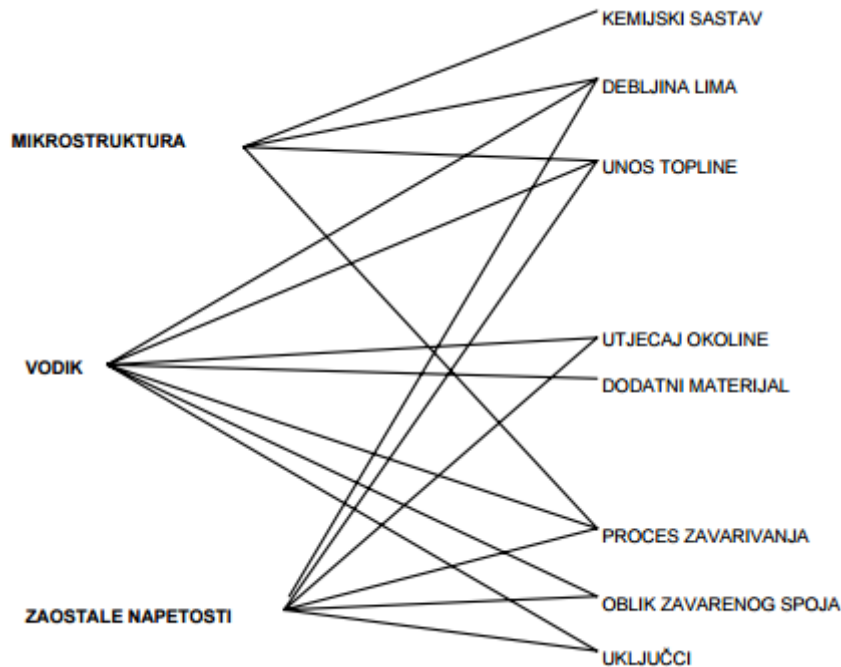 KEMIJSKI SASTAV
DEBLJINA LIMA
MIKROSTRUKTURA
UNOS TOPLINE
UTJECAJ OKOLINE
VODIK
DODATNI MATERIJAL
PROCES ZAVARIVANJA
OBLIK ZAVARENOG SPOJA
ZAOSTALE NAPETOSTI
UKLJUČCI